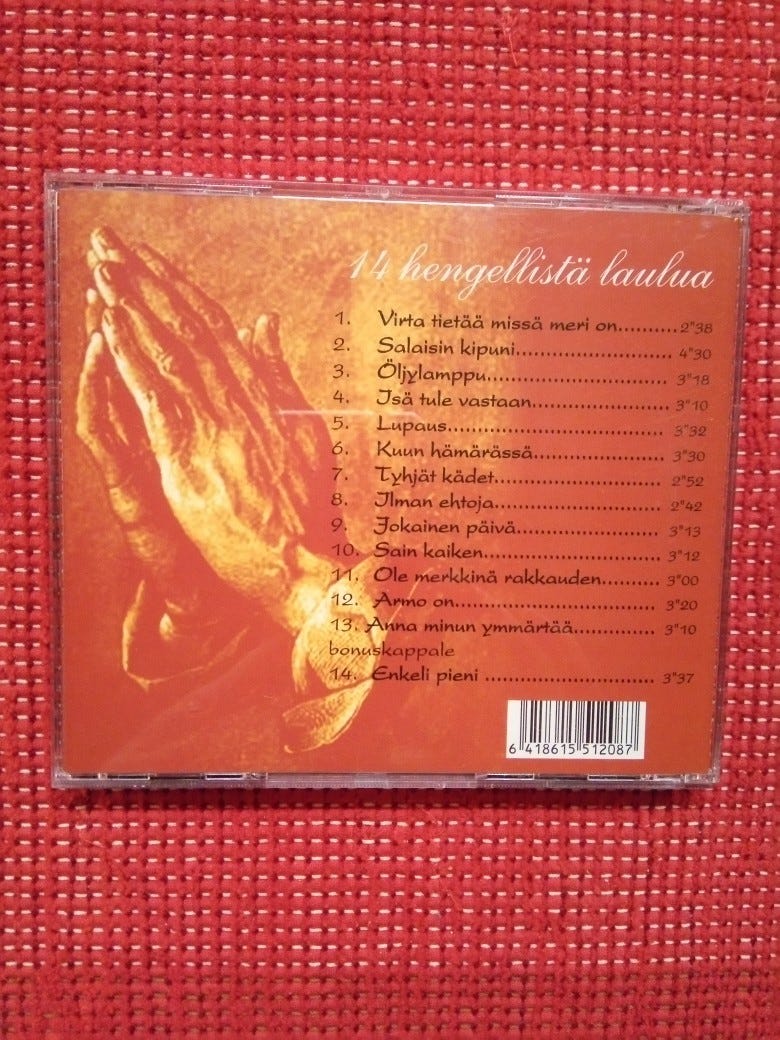 14 hengellistä laulua
1. Virta tietää missä meri on..........2"38
2. Salaisin kipuni........................ 4"30
3. Öljylamppu............................ 3"18
4. Isä tule vastaan..................... 3"10
5. Lupaus................................. 3"32
6. Kuun hämärässä.................... 3"30
7. Tyhjät kädet......................... 2"52
8. Ilman ehtoja......................... 2"42
9. Jokainen päivä...................... 3"13
10. Sain kaiken.......................... 3"12
11. Ole merkkinä rakkauden.......... 3"00
12. Armo on............................. 3"20
13. Anna minun ymmärtää............. 3"10
bonuskappale
14. Enkeli pieni .......................... 3"37
6 418615 512087